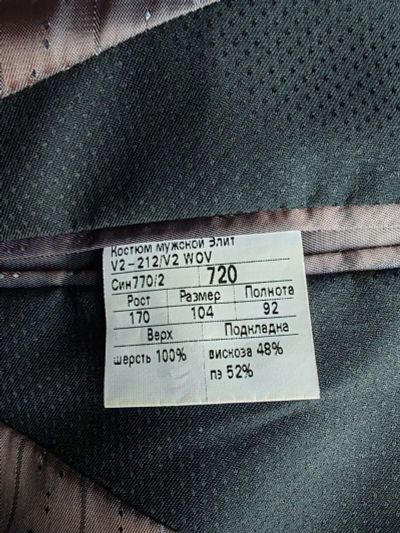 Костюм мужской Элит
V2-212/V2 WOV
Син770/2 720
Рост Размер Полнота
170 104 92
Верх Подкладка
шерсть 100% вискоза 48%
пэ 52%